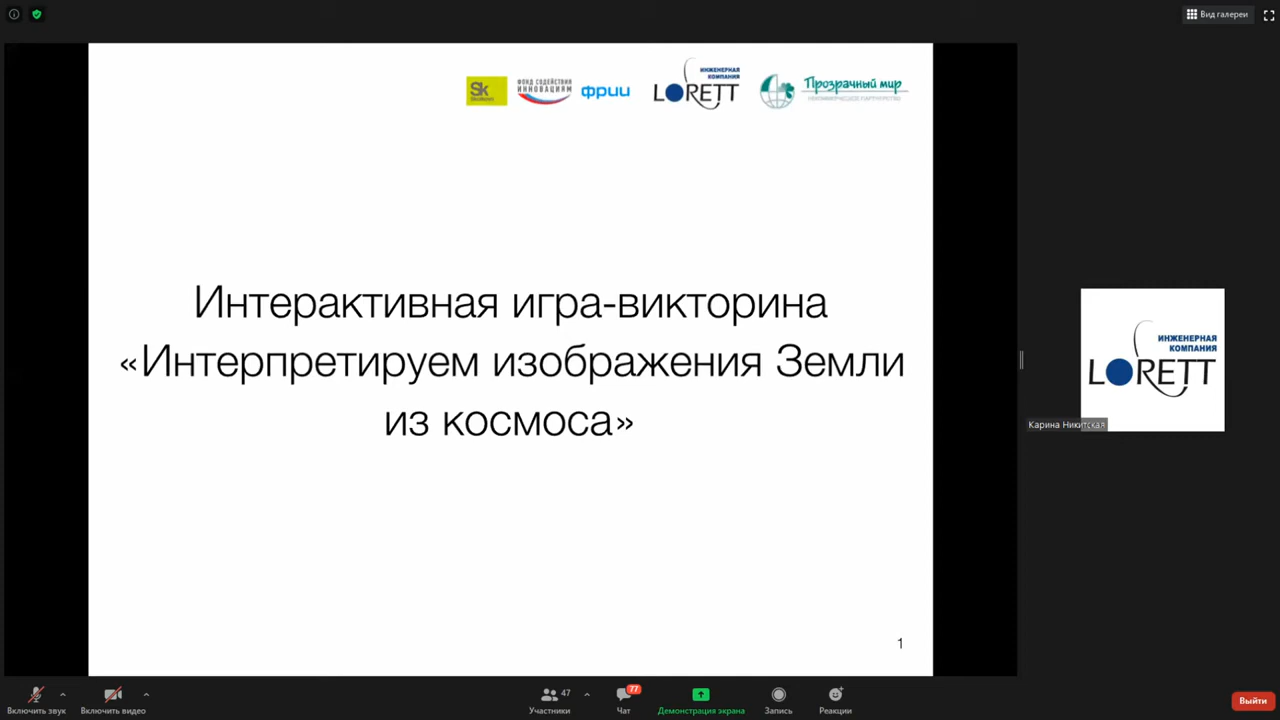 Вид галереи
Sk
ФОНД СОДЕЙСТВИЯ
ИННОВАЦИЯМ
фрии
ИНЖЕНЕРНАЯ
КОМПАНИЯ
LORETT
Прозрачный мир
НЕКОММЕРЧЕСКОЕ ПАРТНЕРСТВО
Интерактивная игра-викторина
«Интерпретируем изображения Земли
из космоса»
1
ИНЖЕНЕРНАЯ
КОМПАНИЯ
LORETT
Карина Никитская
Включить звук
Включить видео
47
Участники
77
Чат
Демонстрация экрана
Запись
Реакции
Выйти